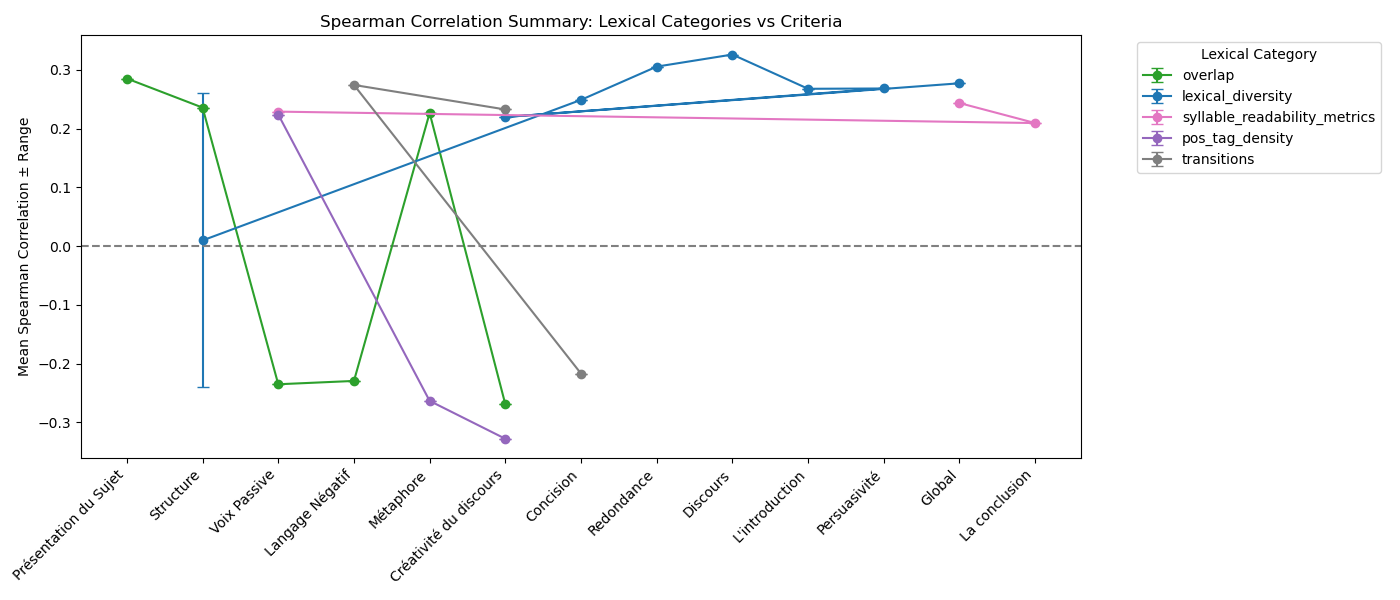 Spearman Correlation Summary: Lexical Categories vs Criteria
Mean Spearman Correlation ± Range
0.3
0.2
0.1
0.0
−0.1
−0.2
−0.3
Présentation du Sujet
Structure
Voix Passive
Langage Négatif
Métaphore
Créativité du discours
Concision
Redondance
Discours
L'introduction
Persuasivité
Global
La conclusion
Lexical Category
overlap
lexical_diversity
syllable_readability_metrics
pos_tag_density
transitions